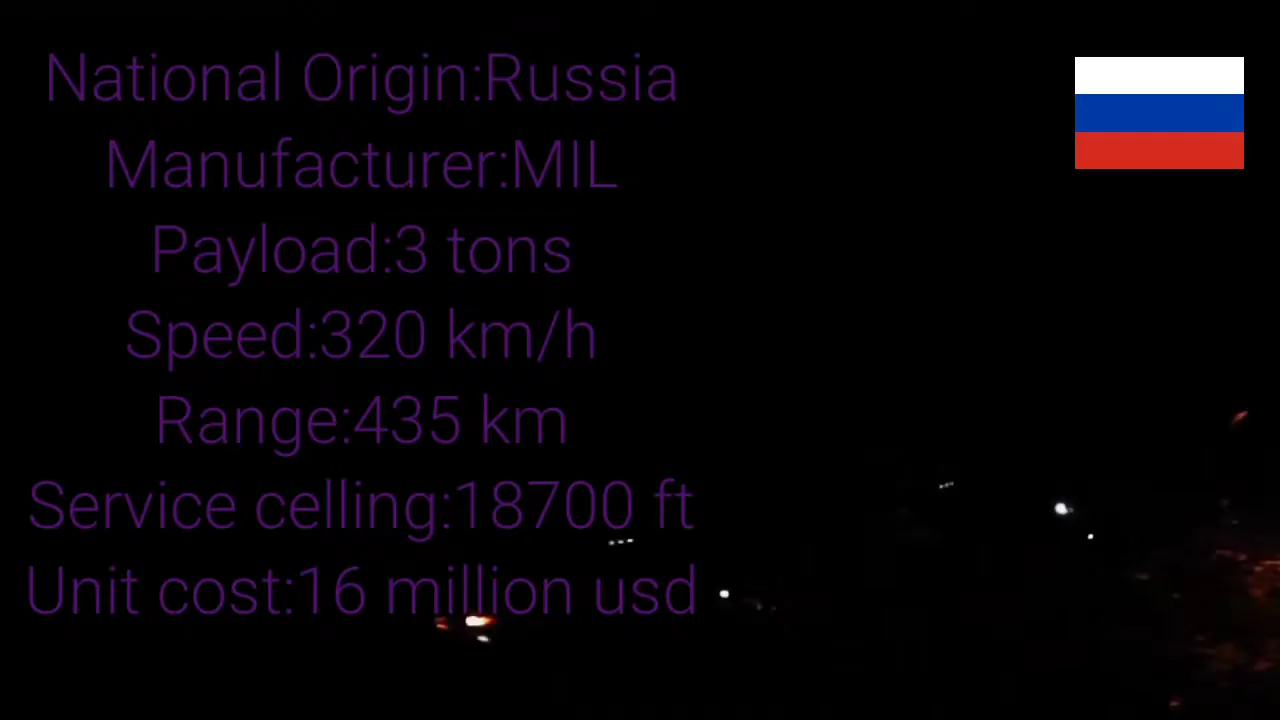 National Origin:Russia
Manufacturer:MIL
Payload:3 tons
Speed:320 km/h
Range:435 km
Service celling:18700 ft
Unit cost:16 million usd